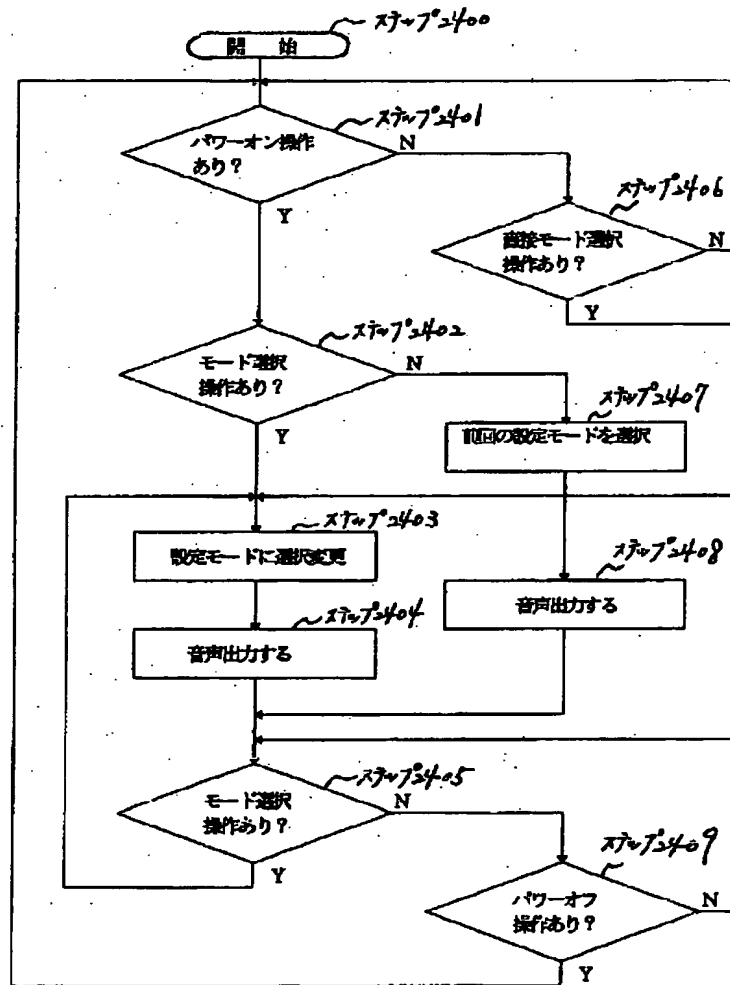 ステップ2400
開 始
ステップ2401
パワーオン操作
あり?
N
Y
ステップ2406
直接モード選択
操作あり?
N
Y
ステップ2402
モード選択
操作あり?
N
Y
ステップ2407
前回の設定モードを選択
ステップ2403
設定モードに選択変更
ステップ2408
音声出力する
ステップ2404
音声出力する
ステップ2405
モード選択
操作あり?
N
Y
ステップ2409
パワーオフ
操作あり?
N
Y